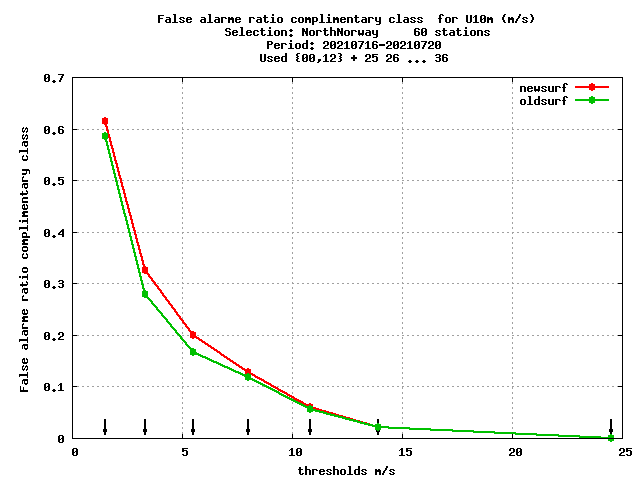 False alarme ratio complimentary class  for U10m (m/s)
Selection: NorthNorway     60 stations
Period: 20210716-20210720
Used {00,12} + 25 26 ... 36
newsurf
oldsurf
0.7
0.6
0.5
0.4
0.3
0.2
0.1
0
False alarme ratio complimentary class
0 5 10 15 20 25
thresholds m/s